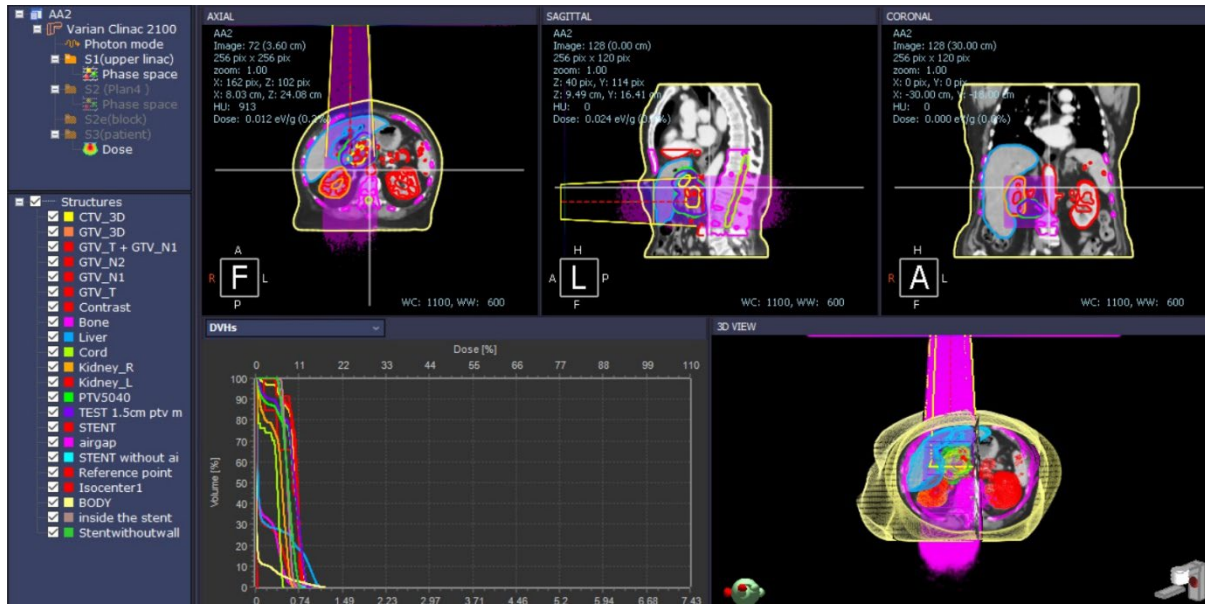 AA2
Varian Clinac 2100
Photon mode
S1(upper linac)
Phase space
S2 (Plan4 )
Phase space
S2e(block)
S3(patient)
Dose
Structures
CTV_3D
GTV_3D
GTV_T + GTV_N1
GTV_N2
GTV_N1
GTV_T
Contrast
Bone
Liver
Cord
Kidney_R
Kidney_L
PTV5040
TEST 1.5cm ptv m
STENT
airgap
STENT without ai
Reference point
Isocenter1
BODY
inside the stent
Stentwithoutwall
AXIAL
AA2
Image: 72 (3.60 cm)
256 pix x 256 pix
zoom: 1.00
X: 162 pix, Z: 102 pix
X: 8.03 cm, Z: 24.08 cm
HU: 913
Dose: 0.012 eV/g (0.2%)
A
R F L
P
WC: 1100, WW: 600
SAGITTAL
AA2
Image: 128 (0.00 cm)
256 pix x 120 pix
zoom: 1.00
Z: 40 pix, Y: 114 pix
Z: 9.49 cm, Y: 16.41 cm
HU: 0
Dose: 0.024 eV/g
H
A L P
F
WC: 1100, WW: 600
CORONAL
AA2
Image: 128 (30.00 cm)
256 pix x 120 pix
zoom: 1.00
X: 0 pix, Y: 0 pix
X: -30.00 cm, Y:
HU: 0
Dose: 0.000 eV/g
H
R A L
F
WC: 1100, WW: 600
DVHs
Dose [%]
0 11 22 33 44 55 66 77 88 99 110
Volume [%]
100
90
80
70
60
50
40
30
20
10
0
0 0.74 1.49 2.23 2.97 3.71 4.46 5.2 5.94 6.68 7.43
3D VIEW